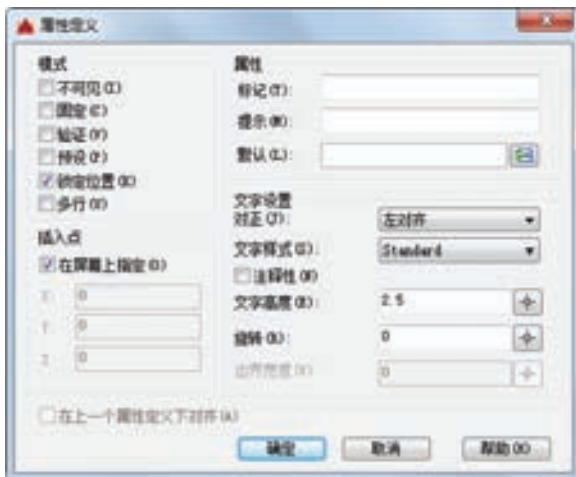 属性定义
模式
不可见(I)
固定(C)
验证(V)
预设(P)
锁定位置(K)
多行(U)
插入点
在屏幕上指定(O)
X: 0
Y: 0
Z: 0
属性
标记(T):
提示(M):
默认(L):
文字设置
对正(J): 左对齐
文字样式(S): Standard
注释性(N)
文字高度(E): 2.5
旋转(R): 0
边界宽度(W): 0
在上一个属性定义下对齐(A)
确定 取消 帮助(H)